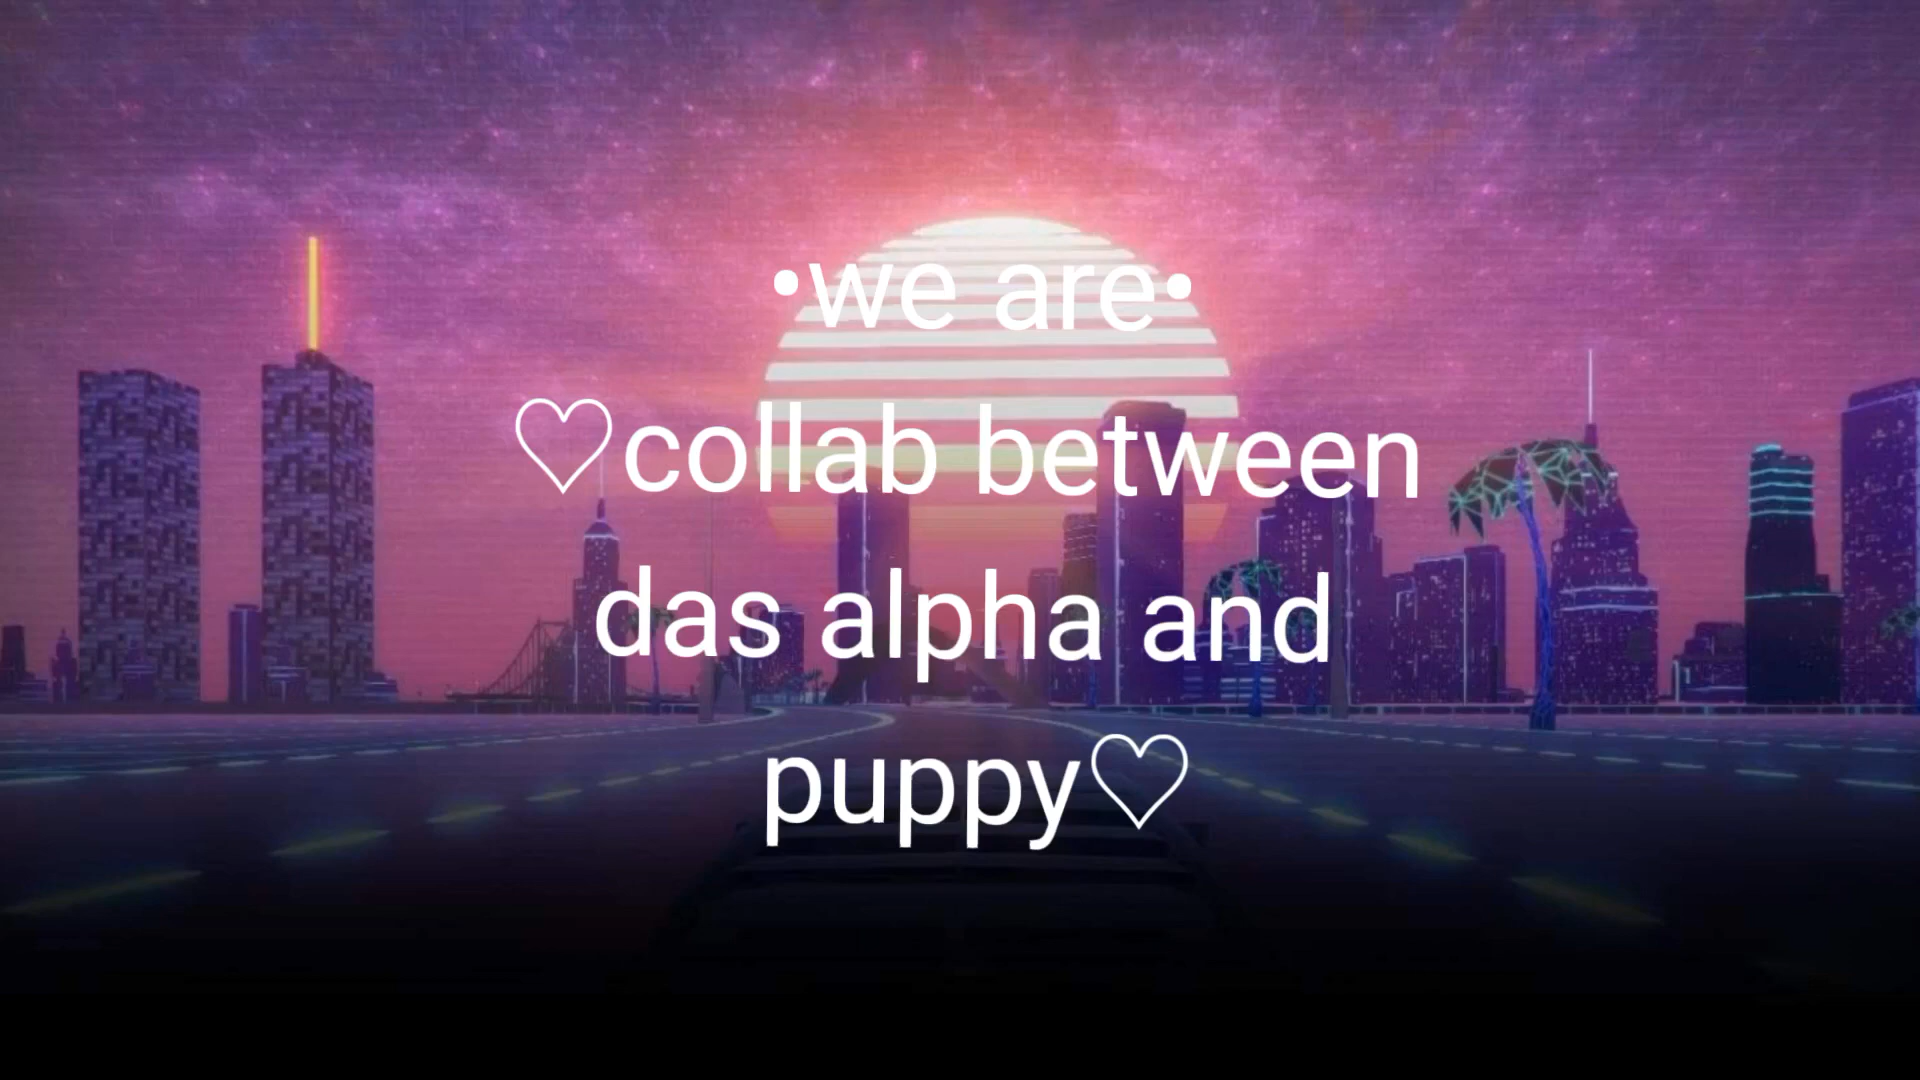 •we are•
♡collab between
das alpha and
puppy♡